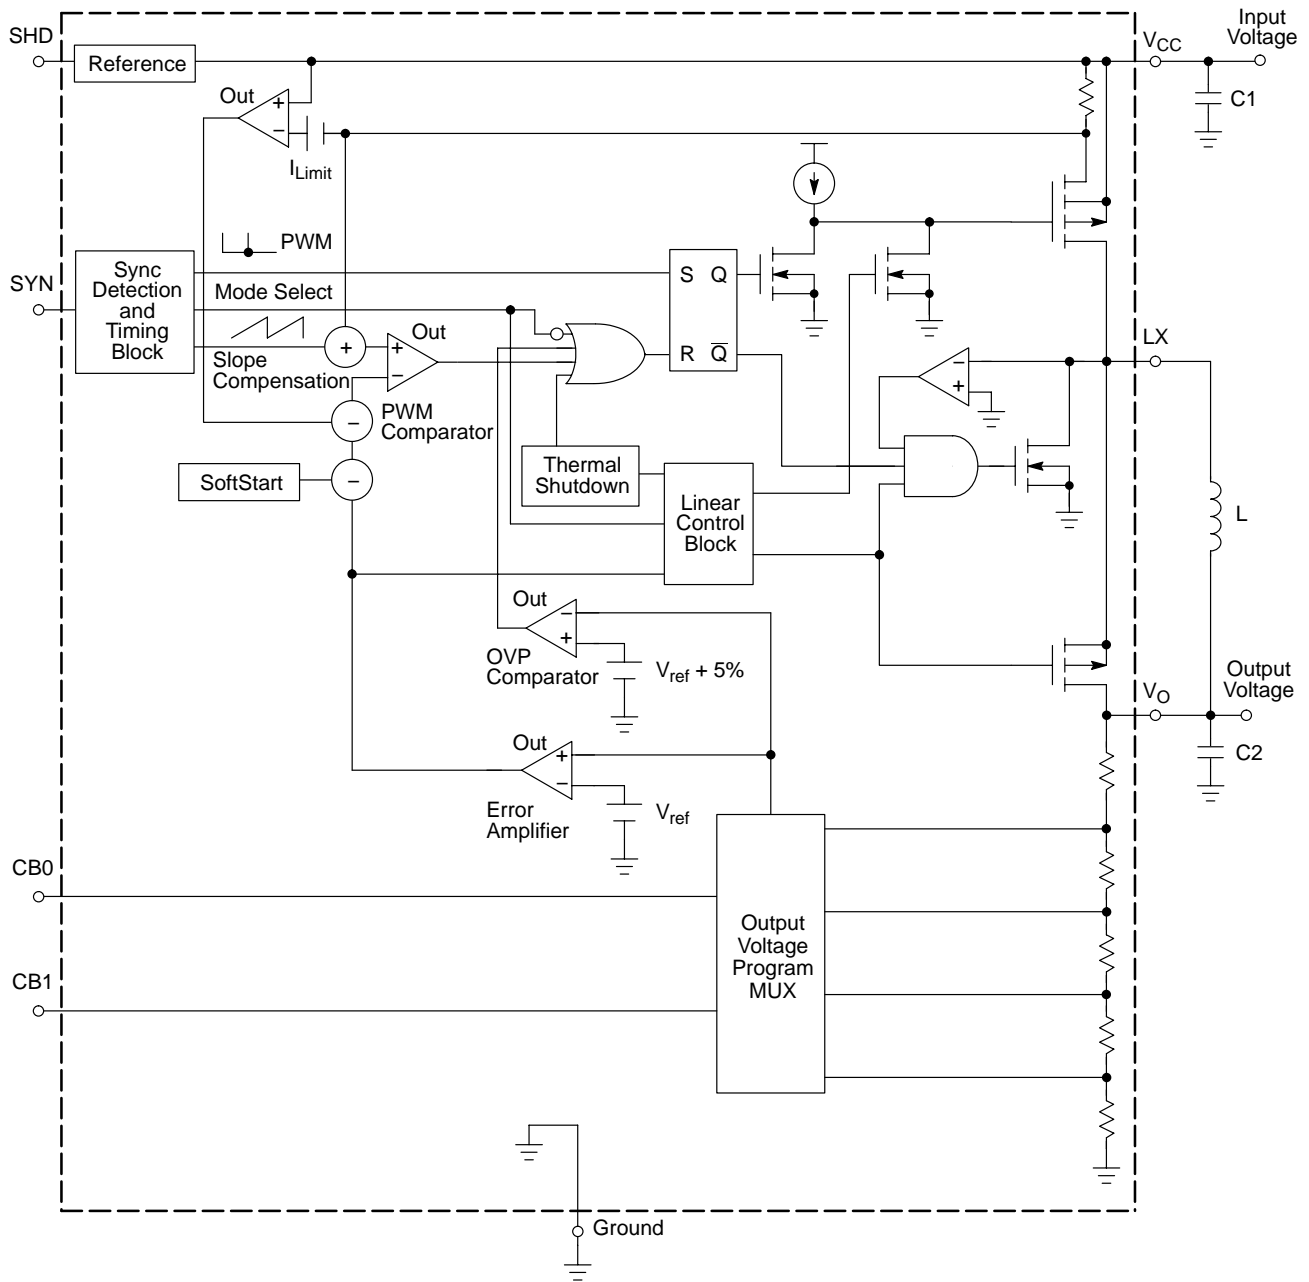 SHD
Reference
V_CC
Input
Voltage
Out
+
−
C1
I_Limit
PWM
SYN
Sync
Detection
and
Timing
Block
Mode Select
S Q
R Q̅
Slope
Compensation
+
Out
+
−
LX
−
+
−
PWM
Comparator
SoftStart
−
Thermal
Shutdown
Linear
Control
Block
L
Out
−
+
OVP
Comparator
V_ref + 5%
V_O
Output
Voltage
Out
+
−
C2
Error
Amplifier
V_ref
CB0
Output
Voltage
Program
MUX
CB1
Ground